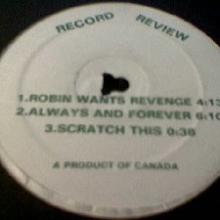 RECORD REVIEW
1.ROBIN WANTS REVENGE 4:13
2.ALWAYS AND FOREVER 6:10
3.SCRATCH THIS 0:38
A PRODUCT OF CANADA